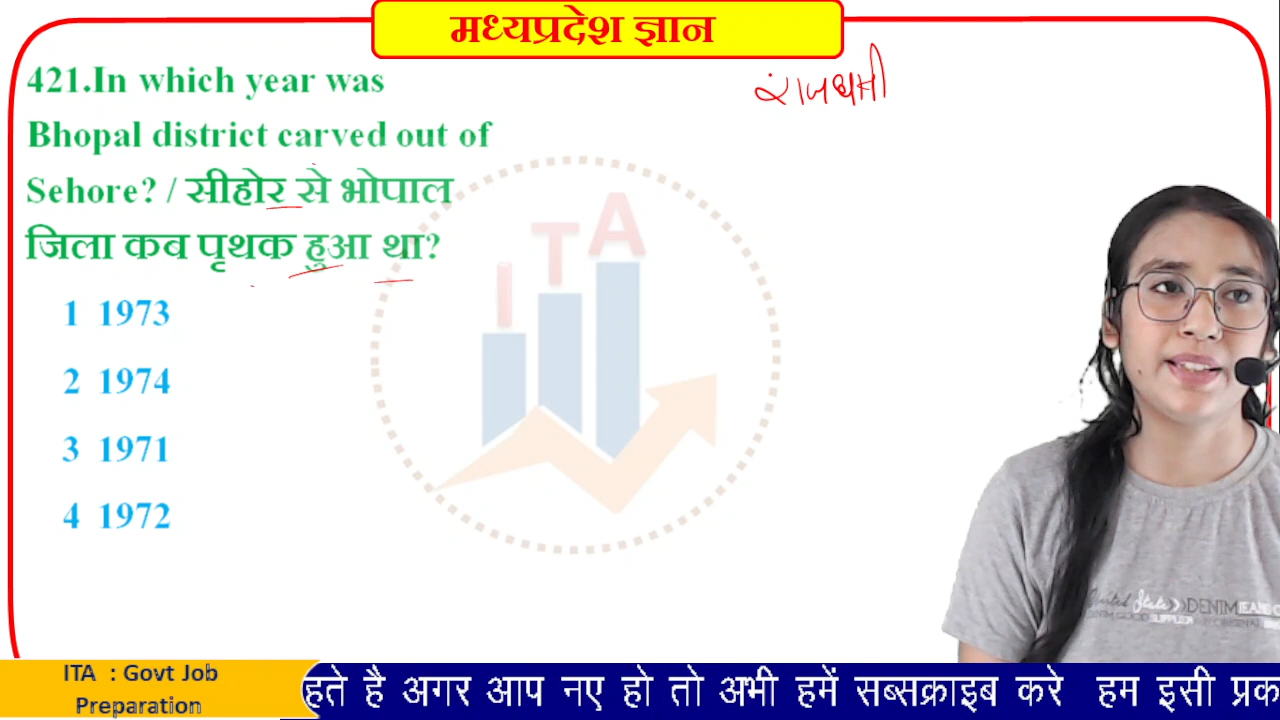 मध्यप्रदेश ज्ञान
राजधानी
421.In which year was
Bhopal district carved out of
Sehore? / सीहोर से भोपाल
जिला कब पृथक हुआ था?
1 1973
2 1974
3 1971
4 1972
ITA
DENIM
ITA : Govt Job
Preparation
हते है अगर आप नए हो तो अभी हमें सब्सक्राइब करे हम इसी प्रक